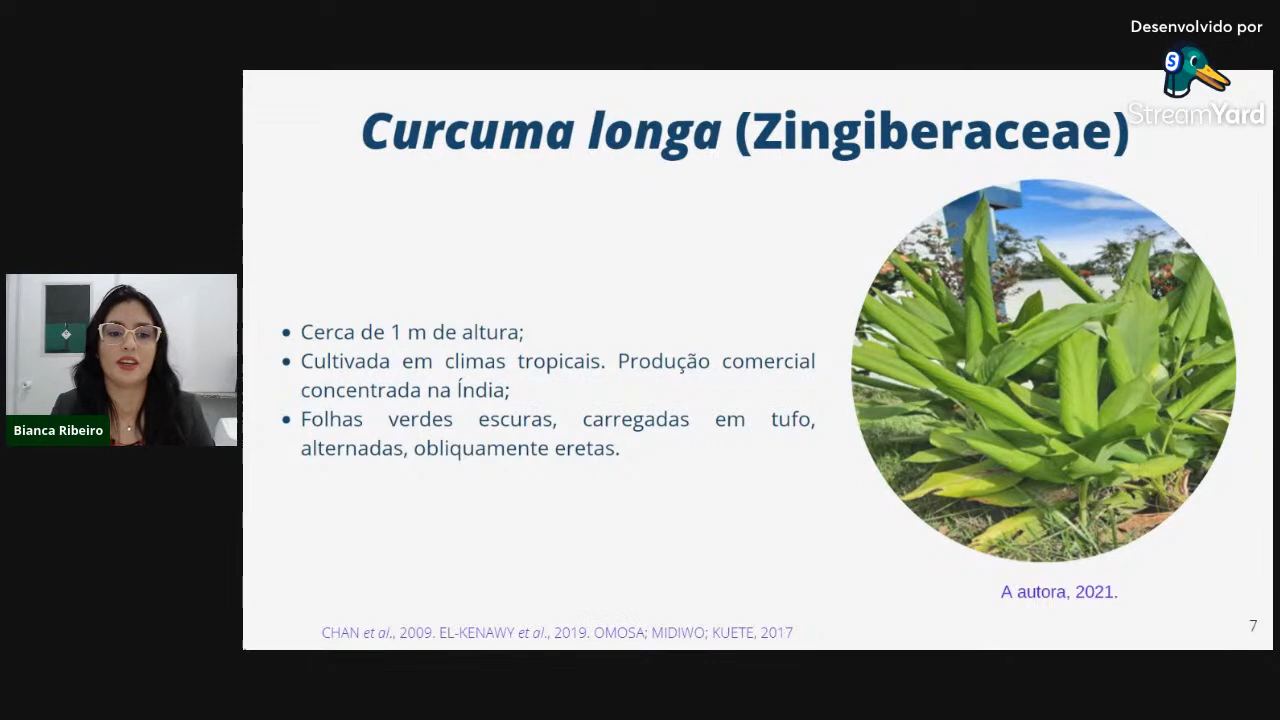 Desenvolvido por
StreamYard
Curcuma longa (Zingiberaceae)
• Cerca de 1 m de altura;
• Cultivada em climas tropicais. Produção comercial
concentrada na Índia;
• Folhas verdes escuras, carregadas em tufo,
alternadas, obliquamente eretas.
Bianca Ribeiro
A autora, 2021.
CHAN et al., 2009. EL-KENAWY et al., 2019. OMOSA; MIDIWO; KUETE, 2017
7